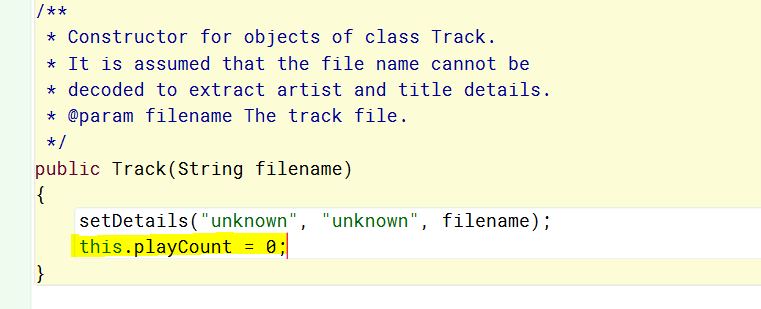 /**
* Constructor for objects of class Track.
* It is assumed that the file name cannot be
* decoded to extract artist and title details.
* @param filename The track file.
*/
public Track(String filename)
{
setDetails("unknown", "unknown", filename);
this.playCount = 0;
}